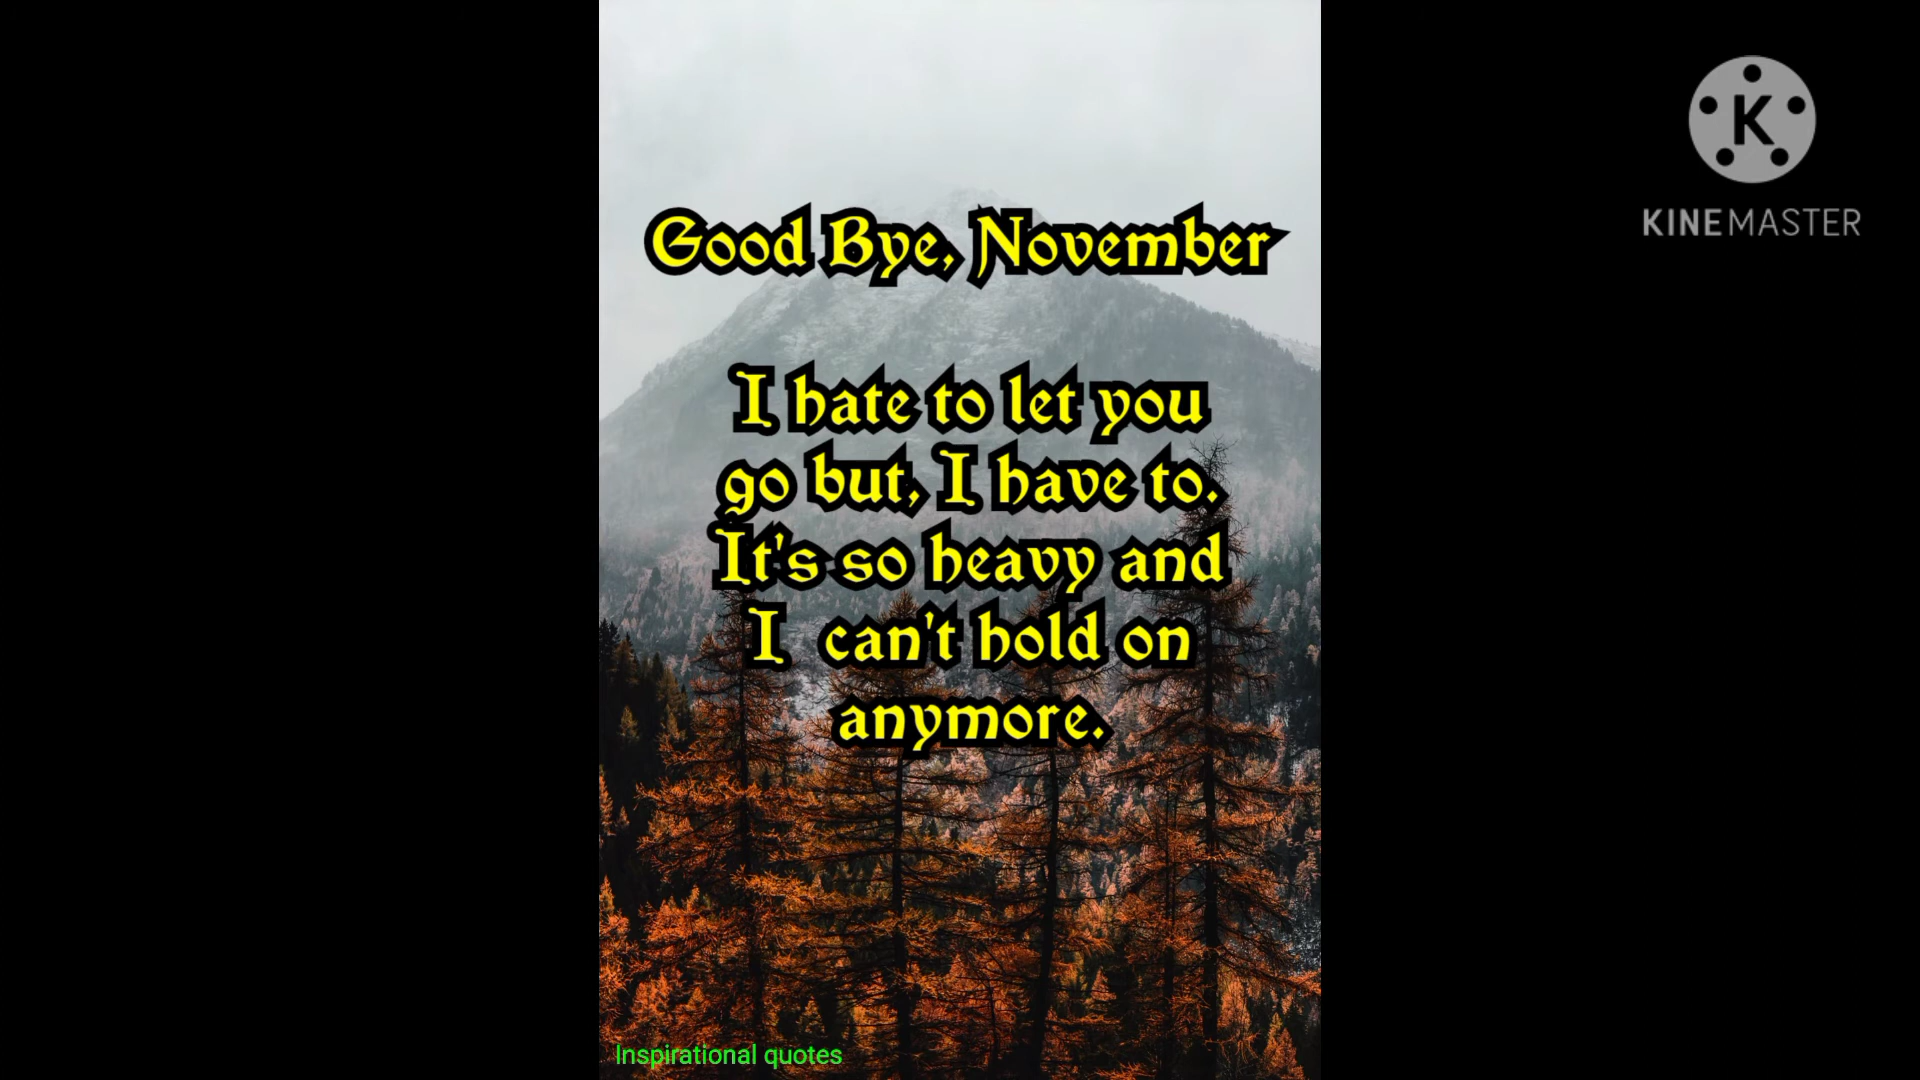 Good Bye, November
I hate to let you
go but, I have to.
It's so heavy and
I can't hold on
anymore.
Inspirational quotes
K
KINEMASTER